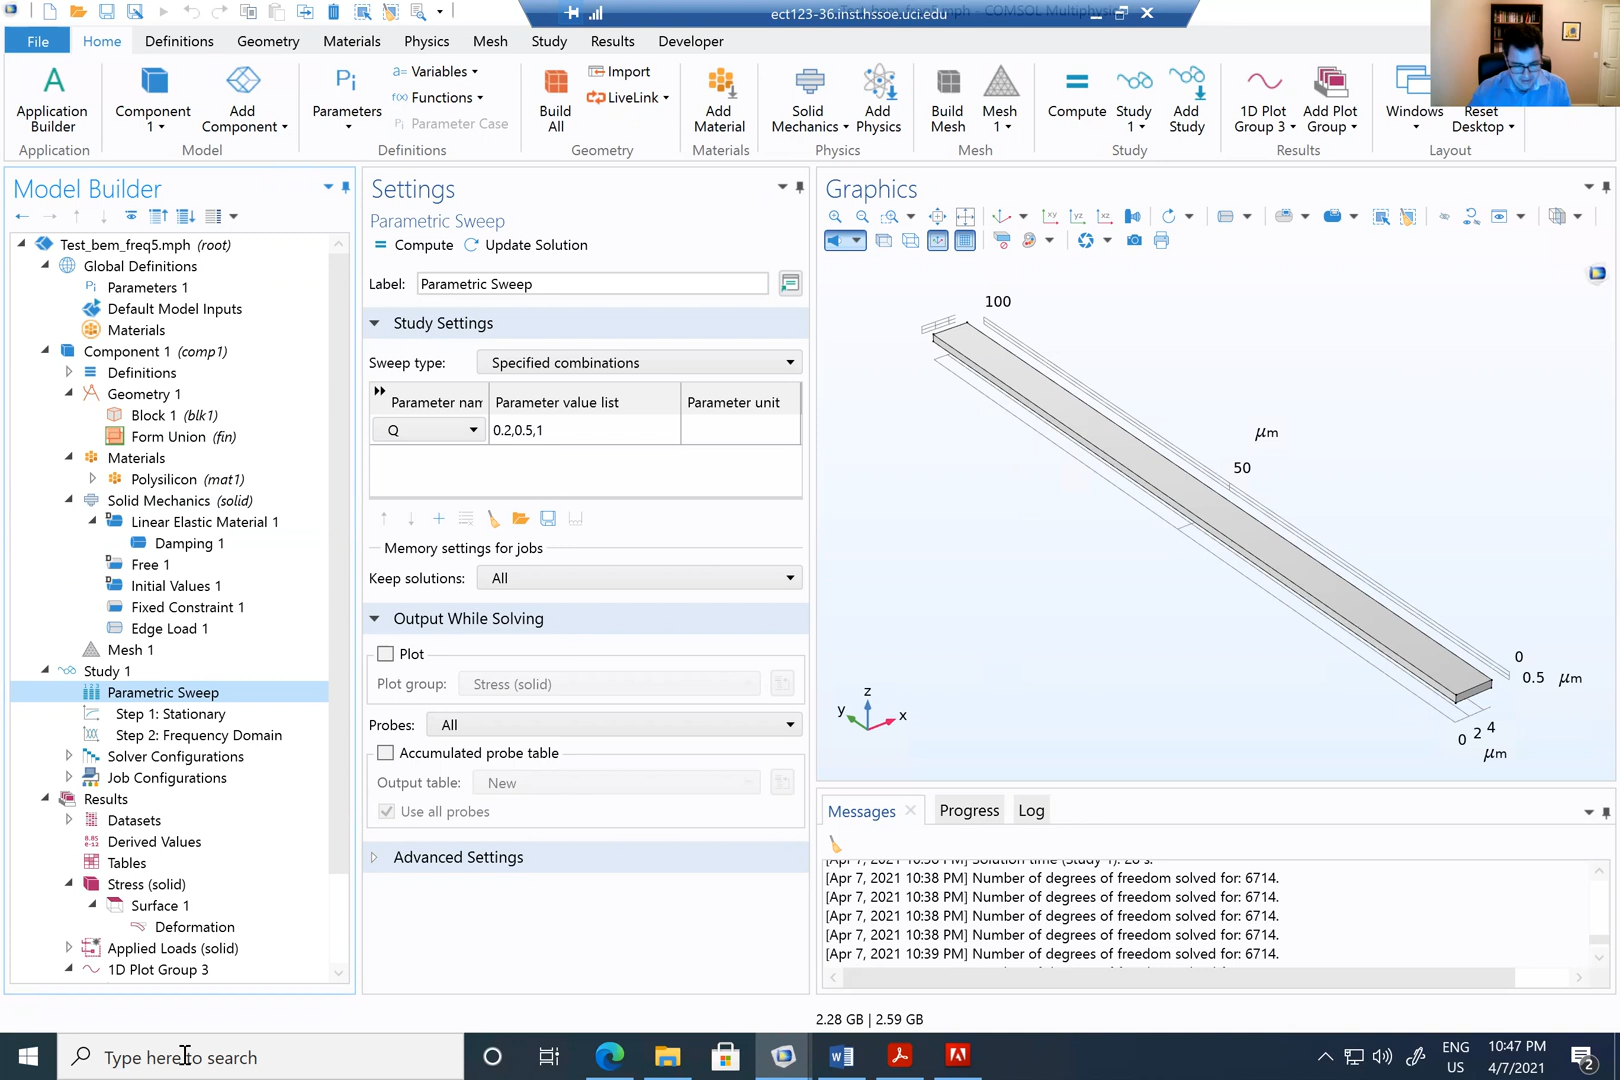 ect123-36.inst.hssoe.uci.edu
File Home Definitions Geometry Materials Physics Mesh Study Results Developer
Application Builder
Component 1
Add Component
Parameters
a= Variables
f(x) Functions
Pi Parameter Case
Build All
Import
LiveLink
Add Material
Solid Mechanics
Add Physics
Build Mesh
Mesh 1
Compute
Study 1
Add Study
1D Plot Group 3
Add Plot Group
Windows
Reset Desktop
Application Model Definitions Geometry Materials Physics Mesh Study Results Layout
Model Builder
Test_bem_freq5.mph (root)
Global Definitions
Pi Parameters 1
Default Model Inputs
Materials
Component 1 (comp1)
Definitions
Geometry 1
Block 1 (blk1)
Form Union (fin)
Materials
Polysilicon (mat1)
Solid Mechanics (solid)
Linear Elastic Material 1
Damping 1
Free 1
Initial Values 1
Fixed Constraint 1
Edge Load 1
Mesh 1
Study 1
Parametric Sweep
Step 1: Stationary
Step 2: Frequency Domain
Solver Configurations
Job Configurations
Results
Datasets
Derived Values
Tables
Stress (solid)
Surface 1
Deformation
Applied Loads (solid)
1D Plot Group 3
Settings
Parametric Sweep
= Compute Update Solution
Label: Parametric Sweep
Study Settings
Sweep type: Specified combinations
Parameter nam Parameter value list Parameter unit
Q 0.2,0.5,1
Memory settings for jobs
Keep solutions: All
Output While Solving
Plot
Plot group: Stress (solid)
Probes: All
Accumulated probe table
Output table: New
Use all probes
Advanced Settings
Graphics
100
μm
50
0
0.5 μm
0 2 4
μm
z
y
x
Messages Progress Log
[Apr 7, 2021 10:38 PM] Number of degrees of freedom solved for: 6714.
[Apr 7, 2021 10:38 PM] Number of degrees of freedom solved for: 6714.
[Apr 7, 2021 10:38 PM] Number of degrees of freedom solved for: 6714.
[Apr 7, 2021 10:38 PM] Number of degrees of freedom solved for: 6714.
[Apr 7, 2021 10:39 PM] Number of degrees of freedom solved for: 6714.
2.28 GB | 2.59 GB
Type here to search
ENG
US
10:47 PM
4/7/2021
2